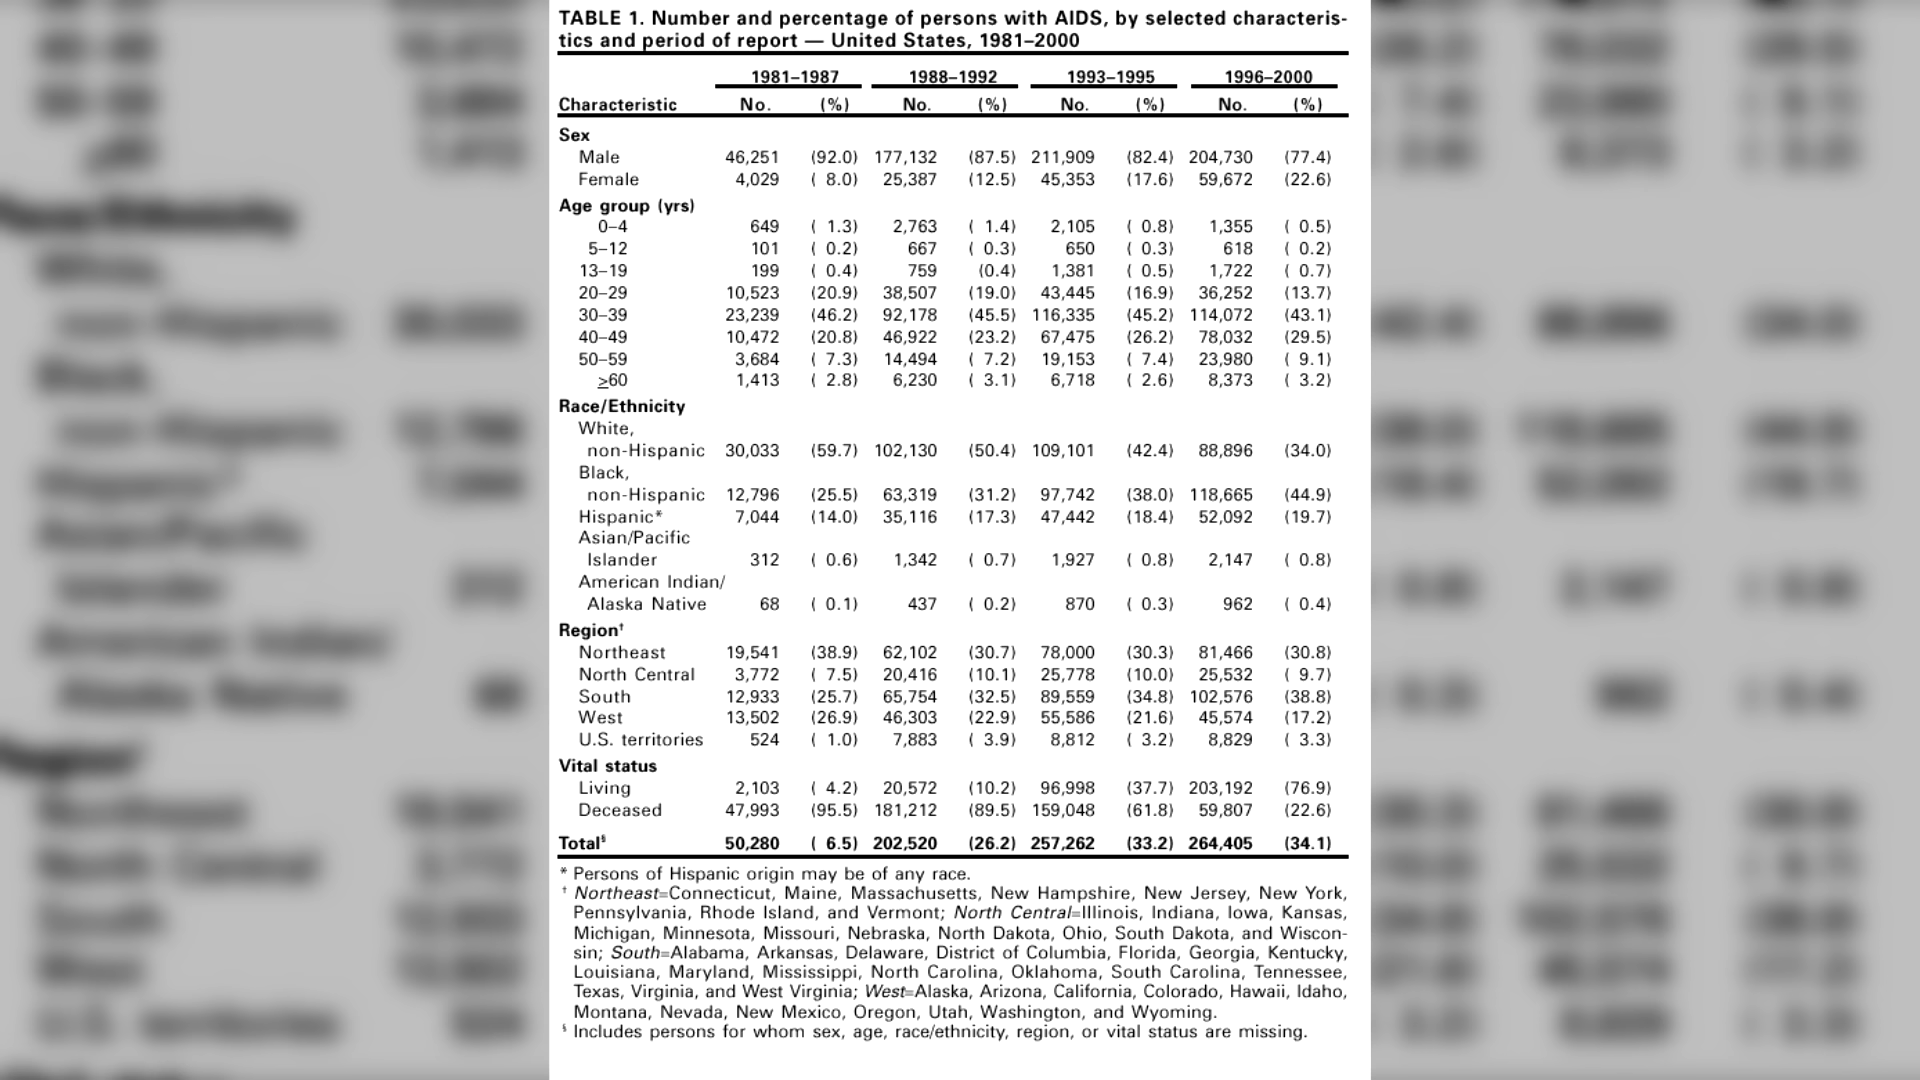 TABLE 1. Number and percentage of persons with AIDS, by selected characteris-
tics and period of report — United States, 1981–2000
1981–1987 1988–1992 1993–1995 1996–2000
Characteristic No. (%) No. (%) No. (%) No. (%)
Sex
Male 46,251 (92.0) 177,132 (87.5) 211,909 (82.4) 204,730 (77.4)
Female 4,029 ( 8.0) 25,387 (12.5) 45,353 (17.6) 59,672 (22.6)
Age group (yrs)
0–4 649 ( 1.3) 2,763 ( 1.4) 2,105 ( 0.8) 1,355 ( 0.5)
5–12 101 ( 0.2) 667 ( 0.3) 650 ( 0.3) 618 ( 0.2)
13–19 199 ( 0.4) 759 (0.4) 1,381 ( 0.5) 1,722 ( 0.7)
20–29 10,523 (20.9) 38,507 (19.0) 43,445 (16.9) 36,252 (13.7)
30–39 23,239 (46.2) 92,178 (45.5) 116,335 (45.2) 114,072 (43.1)
40–49 10,472 (20.8) 46,922 (23.2) 67,475 (26.2) 78,032 (29.5)
50–59 3,684 ( 7.3) 14,494 ( 7.2) 19,153 ( 7.4) 23,980 ( 9.1)
≥60 1,413 ( 2.8) 6,230 ( 3.1) 6,718 ( 2.6) 8,373 ( 3.2)
Race/Ethnicity
White,
non-Hispanic 30,033 (59.7) 102,130 (50.4) 109,101 (42.4) 88,896 (34.0)
Black,
non-Hispanic 12,796 (25.5) 63,319 (31.2) 97,742 (38.0) 118,665 (44.9)
Hispanic* 7,044 (14.0) 35,116 (17.3) 47,442 (18.4) 52,092 (19.7)
Asian/Pacific
Islander 312 ( 0.6) 1,342 ( 0.7) 1,927 ( 0.8) 2,147 ( 0.8)
American Indian/
Alaska Native 68 ( 0.1) 437 ( 0.2) 870 ( 0.3) 962 ( 0.4)
Region†
Northeast 19,541 (38.9) 62,102 (30.7) 78,000 (30.3) 81,466 (30.8)
North Central 3,772 ( 7.5) 20,416 (10.1) 25,778 (10.0) 25,532 ( 9.7)
South 12,933 (25.7) 65,754 (32.5) 89,559 (34.8) 102,576 (38.8)
West 13,502 (26.9) 46,303 (22.9) 55,586 (21.6) 45,574 (17.2)
U.S. territories 524 ( 1.0) 7,883 ( 3.9) 8,812 ( 3.2) 8,829 ( 3.3)
Vital status
Living 2,103 ( 4.2) 20,572 (10.2) 96,998 (37.7) 203,192 (76.9)
Deceased 47,993 (95.5) 181,212 (89.5) 159,048 (61.8) 59,807 (22.6)
Total§ 50,280 ( 6.5) 202,520 (26.2) 257,262 (33.2) 264,405 (34.1)
* Persons of Hispanic origin may be of any race.
† Northeast=Connecticut, Maine, Massachusetts, New Hampshire, New Jersey, New York,
Pennsylvania, Rhode Island, and Vermont; North Central=Illinois, Indiana, Iowa, Kansas,
Michigan, Minnesota, Missouri, Nebraska, North Dakota, Ohio, South Dakota, and Wiscon-
sin; South=Alabama, Arkansas, Delaware, District of Columbia, Florida, Georgia, Kentucky,
Louisiana, Maryland, Mississippi, North Carolina, Oklahoma, South Carolina, Tennessee,
Texas, Virginia, and West Virginia; West=Alaska, Arizona, California, Colorado, Hawaii, Idaho,
Montana, Nevada, New Mexico, Oregon, Utah, Washington, and Wyoming.
§ Includes persons for whom sex, age, race/ethnicity, region, or vital status are missing.